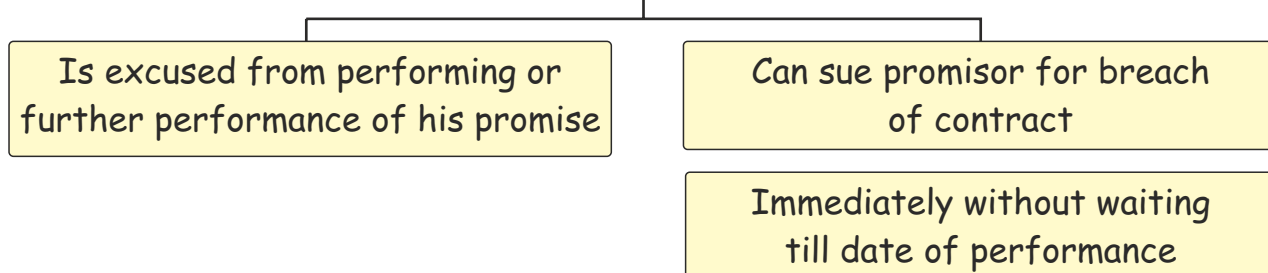 Is excused from performing or
further performance of his promise
Can sue promisor for breach
of contract
Immediately without waiting
till date of performance